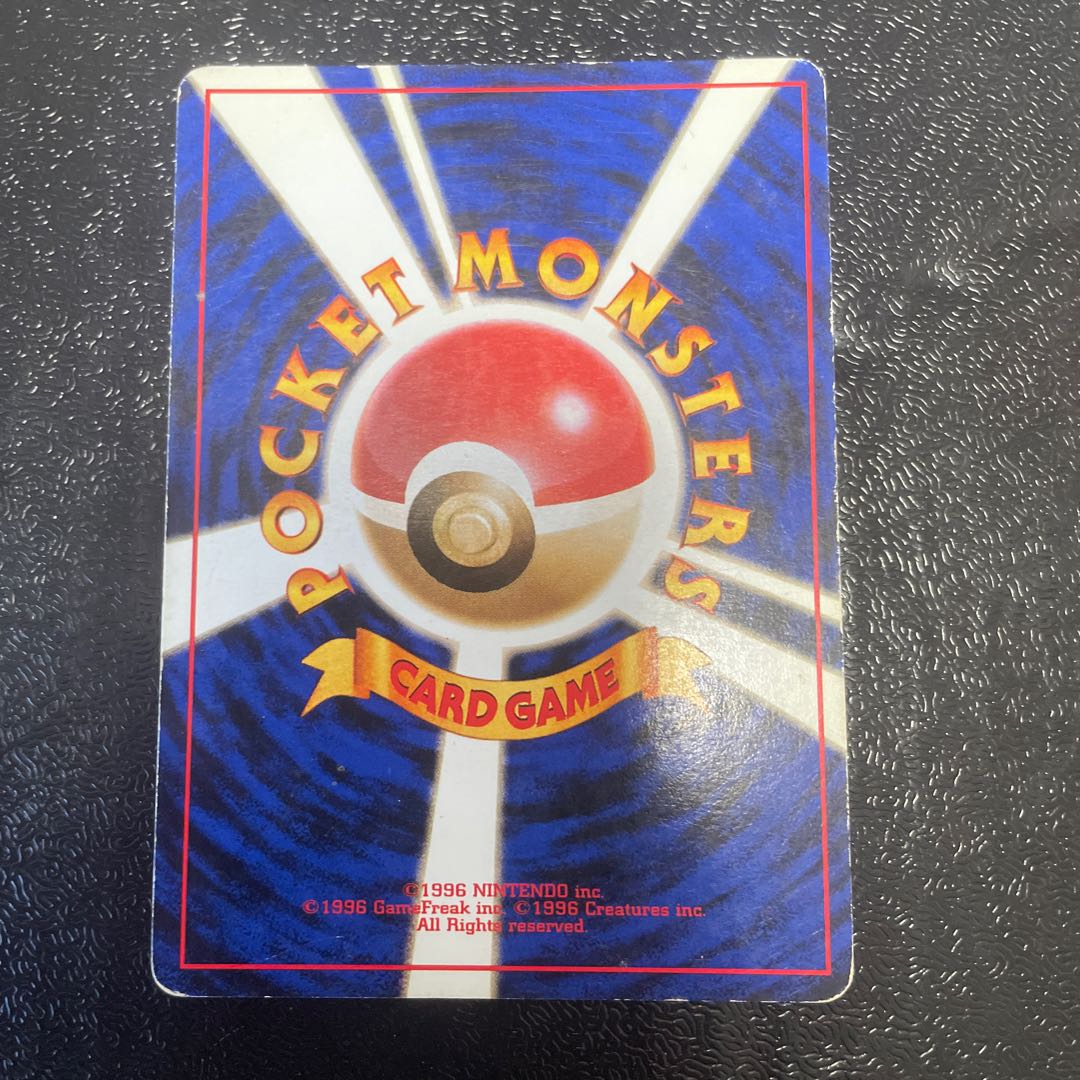 POCKET MONSTERS
CARD GAME
©1996 NINTENDO inc.
©1996 GameFreak inc. ©1996 Creatures inc.
All Rights reserved.